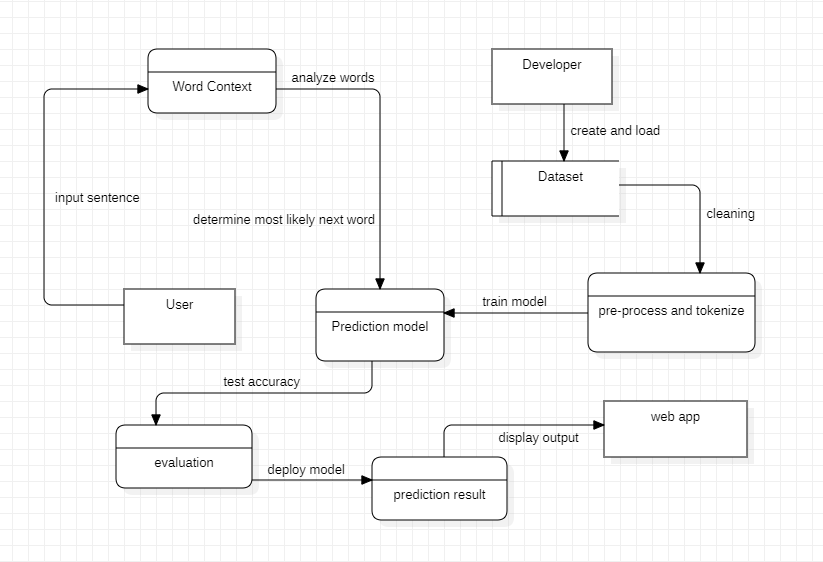 Developer
analyze words
Word Context
create and load
Dataset
input sentence
cleaning
determine most likely next word
User
train model
pre-process and tokenize
Prediction model
test accuracy
web app
display output
evaluation
deploy model
prediction result